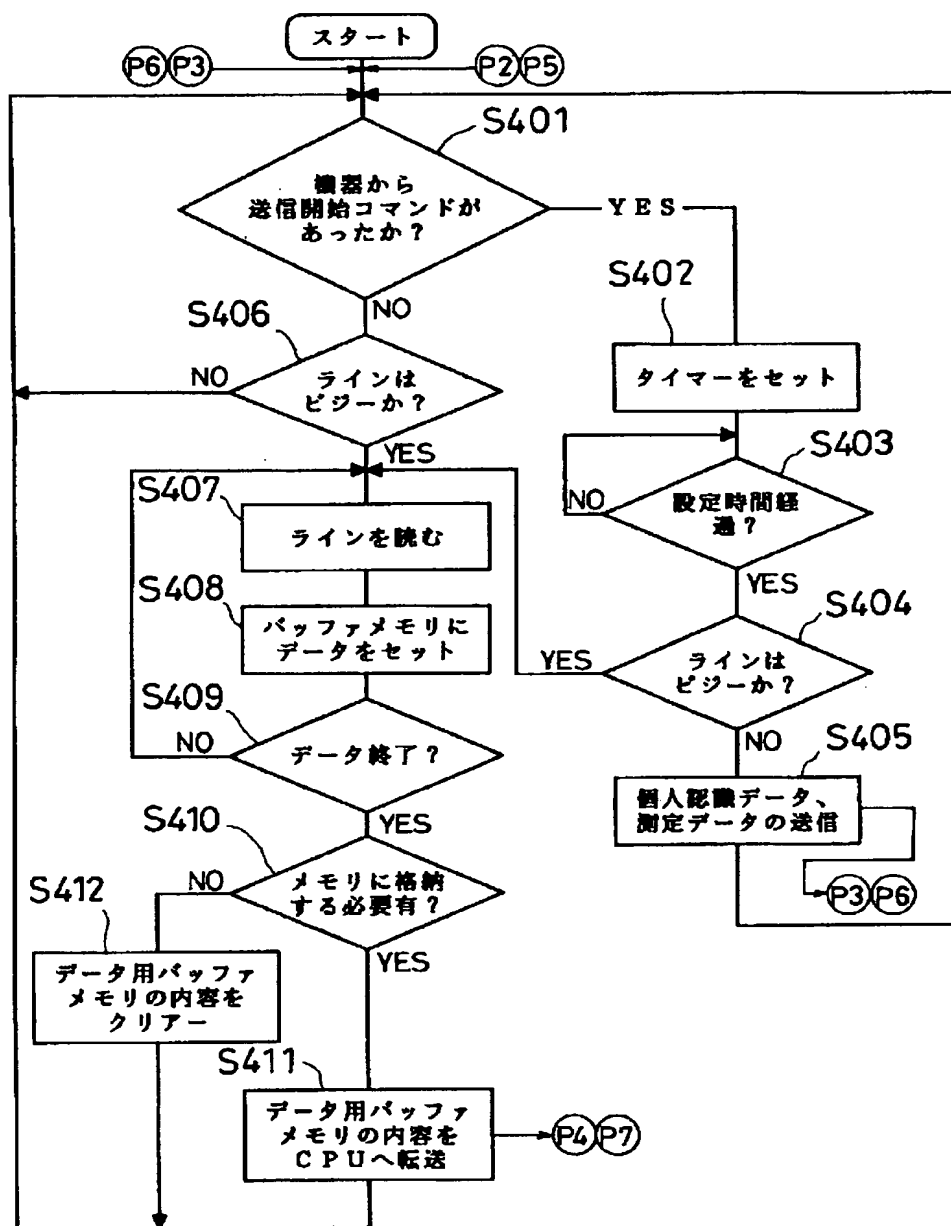 スタート
P6 P3
P2 P5
S401
機器から
送信開始コマンドが
あったか？
YES
NO
S402
タイマーをセット
S403
設定時間経
過？
NO
YES
S404
ラインは
ビジーか？
YES
NO
S405
個人認識データ、
測定データの送信
P3 P6
S406
ラインは
ビジーか？
NO
YES
S407
ラインを読む
S408
バッファメモリに
データをセット
S409
データ終了？
NO
YES
S410
メモリに格納
する必要有？
NO
YES
S412
データ用バッファ
メモリの内容を
クリアー
S411
データ用バッファ
メモリの内容を
ＣＰＵへ転送
P4 P7